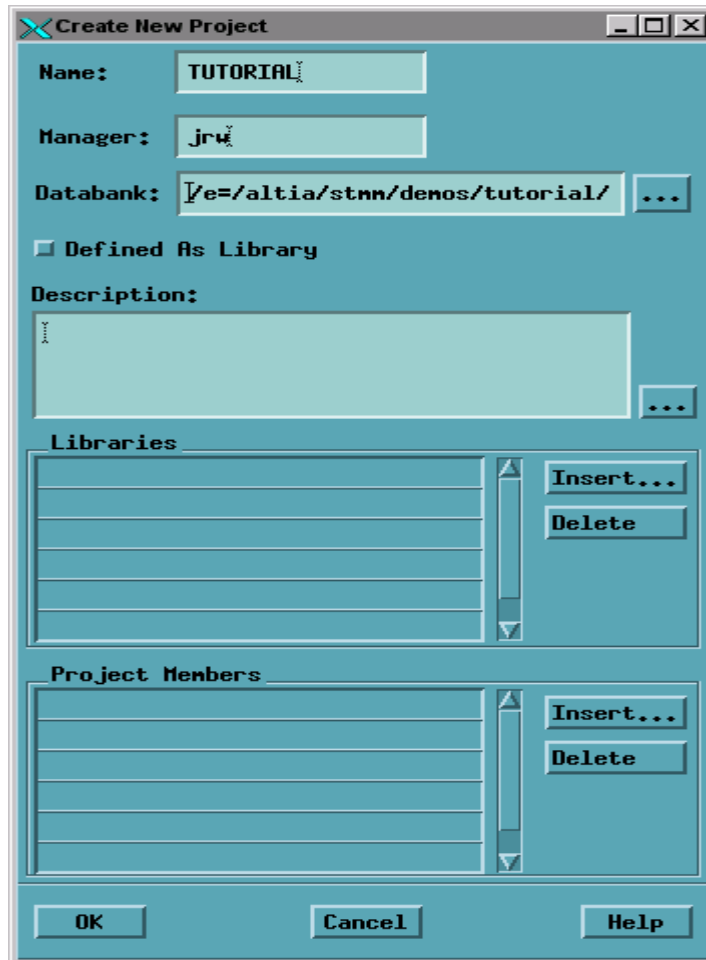 Create New Project
Name: TUTORIAL
Manager: jrw
Databank: /e=/altia/stmm/demos/tutorial/ ...
Defined As Library
Description:
...
Libraries
Insert...
Delete
Project Members
Insert...
Delete
OK Cancel Help